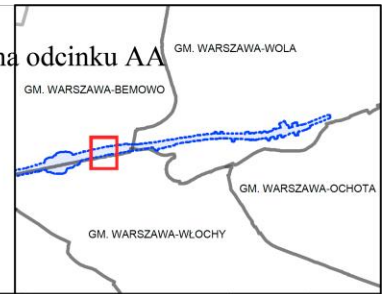 na odcinku AA
GM. WARSZAWA-WOLA
GM. WARSZAWA-BEMOWO
GM. WARSZAWA-OCHOTA
GM. WARSZAWA-WŁOCHY